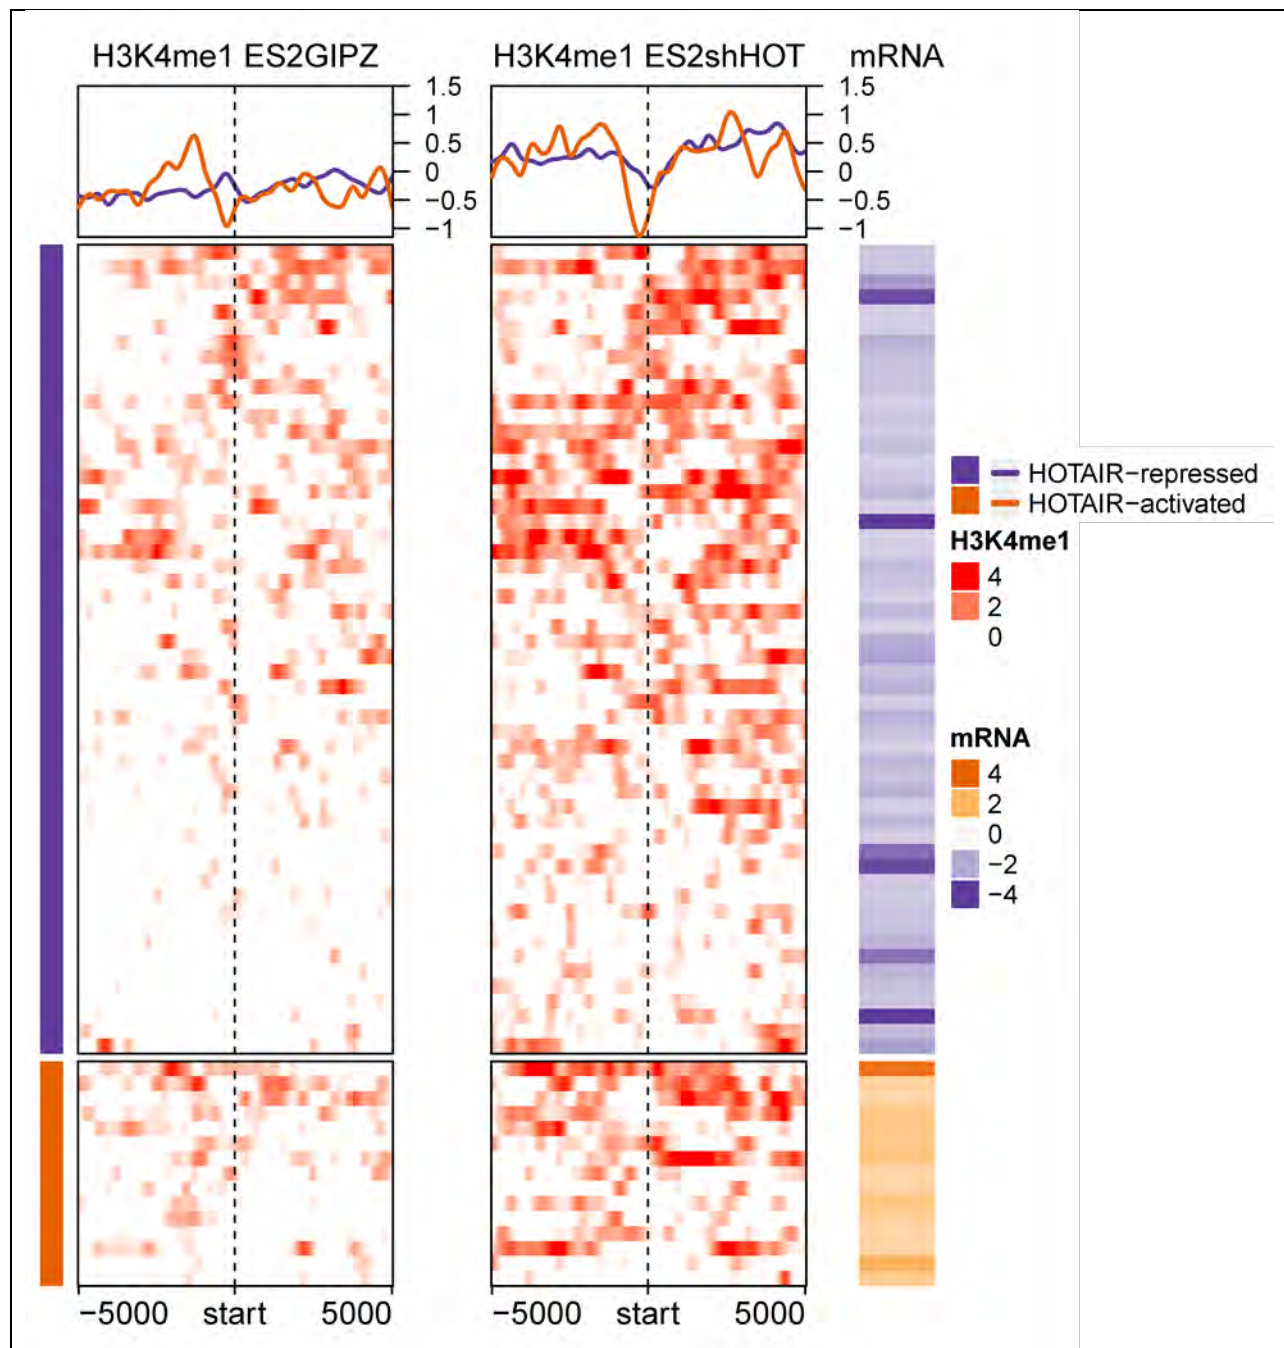 H3K4me1 ES2GIPZ
H3K4me1 ES2shHOT
mRNA
1.5
1
0.5
0
−0.5
−1
1.5
1
0.5
0
−0.5
−1
HOTAIR−repressed
HOTAIR−activated
H3K4me1
4
2
0
mRNA
4
2
0
−2
−4
−5000 start 5000
−5000 start 5000